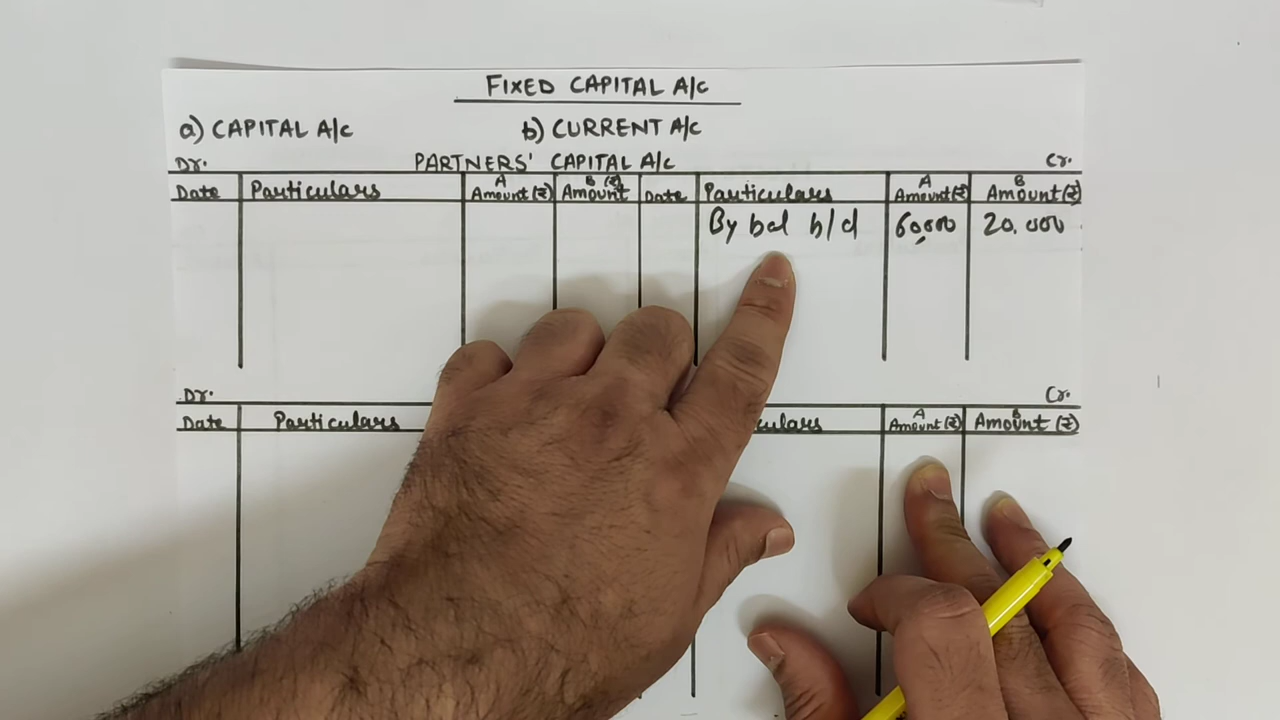 FIXED CAPITAL A/c
a) CAPITAL A/c b) CURRENT A/c
Dr. PARTNERS' CAPITAL A/c Cr.
Date Particulars A Amount (₹) B Amount (₹) Date Particulars A Amount (₹) B Amount (₹)
By bal b/d 60,000 20,000
Dr. Cr.
Date Particulars A Amount (₹) B Amount (₹)